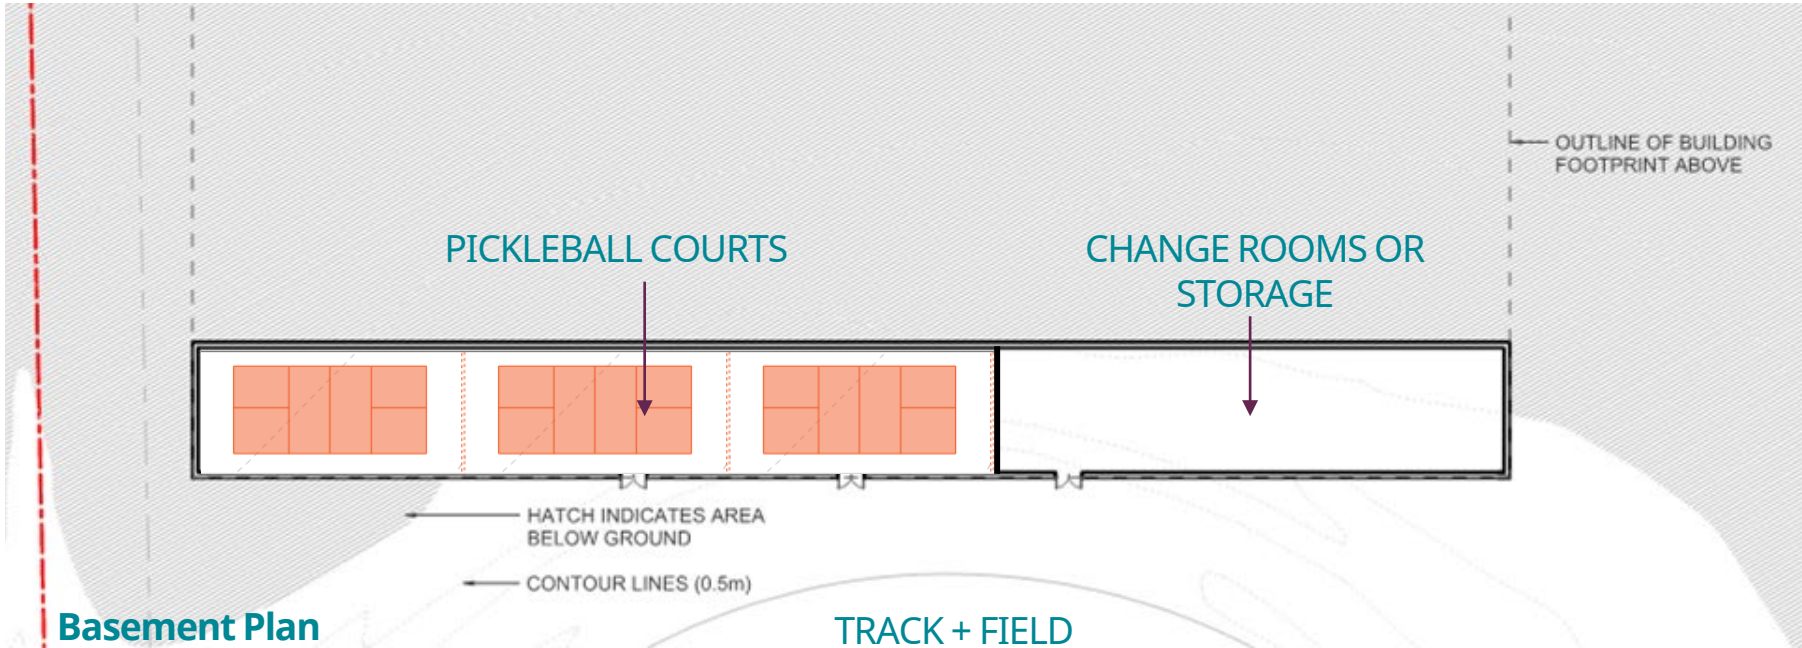 OUTLINE OF BUILDING
FOOTPRINT ABOVE
PICKLEBALL COURTS
CHANGE ROOMS OR
STORAGE
HATCH INDICATES AREA
BELOW GROUND
CONTOUR LINES (0.5m)
Basement Plan
TRACK + FIELD